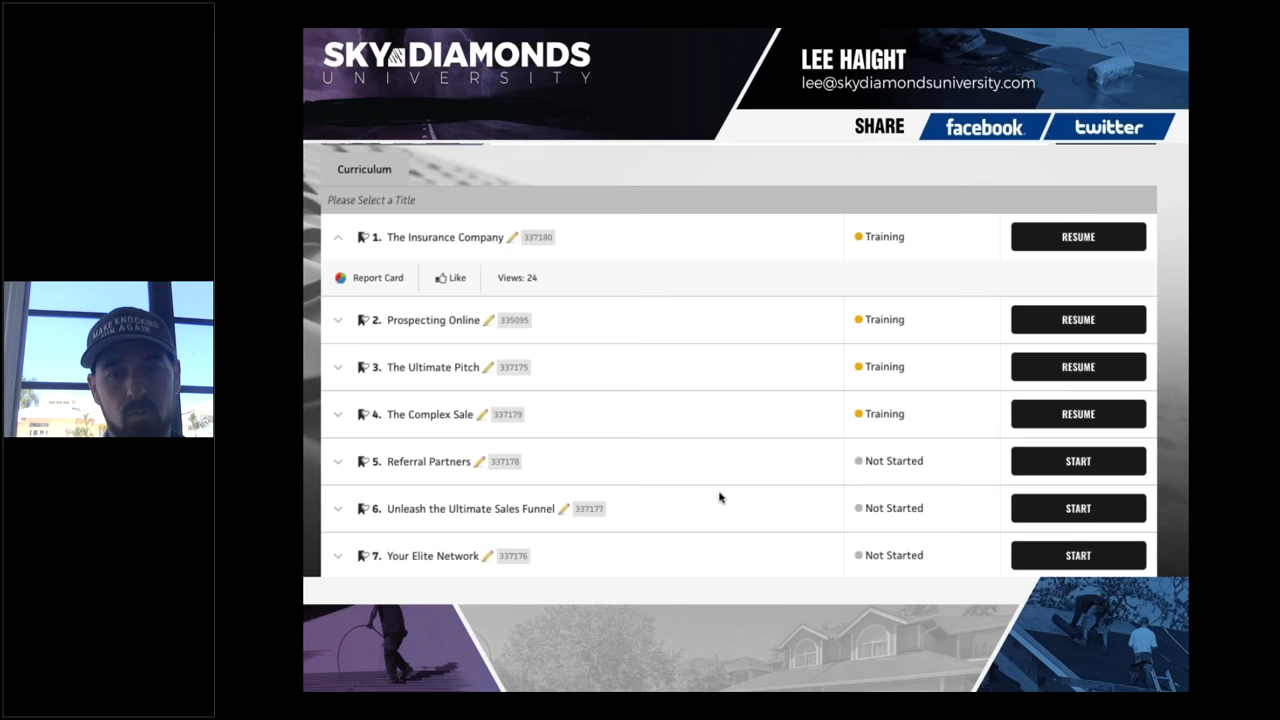 SKY DIAMONDS
UNIVERSITY
LEE HAIGHT
lee@skydiamondsuniversity.com
SHARE facebook twitter
Curriculum
Please Select a Title
1. The Insurance Company 337180 Training RESUME
Report Card Like Views: 24
2. Prospecting Online 335095 Training RESUME
3. The Ultimate Pitch 337175 Training RESUME
4. The Complex Sale 337179 Training RESUME
5. Referral Partners 337178 Not Started START
6. Unleash the Ultimate Sales Funnel 337177 Not Started START
7. Your Elite Network 337176 Not Started START
MAKE KNOCKING
AGAIN